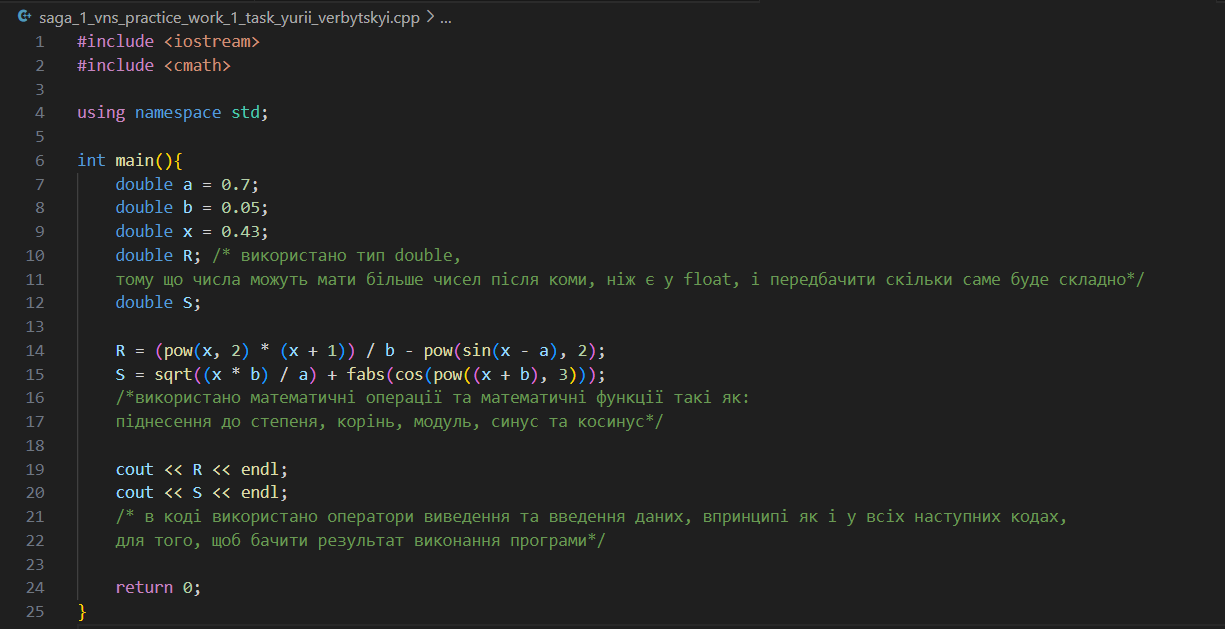 saga_1_vns_practice_work_1_task_yurii_verbytskyi.cpp > ...
1 #include <iostream>
2 #include <cmath>
3
4 using namespace std;
5
6 int main(){
7 double a = 0.7;
8 double b = 0.05;
9 double x = 0.43;
10 double R; /* використано тип double,
11 тому що числа можуть мати більше чисел після коми, ніж є у float, і передбачити скільки саме буде складно*/
12 double S;
13
14 R = (pow(x, 2) * (x + 1)) / b - pow(sin(x - a), 2);
15 S = sqrt((x * b) / a) + fabs(cos(pow((x + b), 3)));
16 /*використано математичні операції та математичні функції такі як:
17 піднесення до степеня, корінь, модуль, синус та косинус*/
18
19 cout << R << endl;
20 cout << S << endl;
21 /* в коді використано оператори виведення та введення даних, впринципі як і у всіх наступних кодах,
22 для того, щоб бачити результат виконання програми*/
23
24 return 0;
25 }